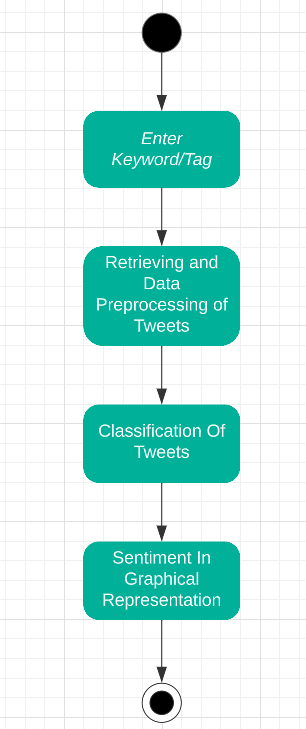 Enter
Keyword/Tag
Retrieving and
Data
Preprocessing of
Tweets
Classification Of
Tweets
Sentiment In
Graphical
Representation